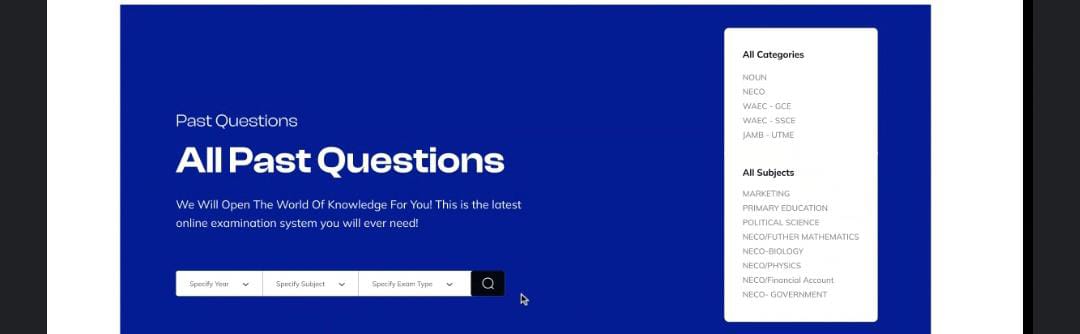 Past Questions
All Past Questions
We Will Open The World Of Knowledge For You! This is the latest
online examination system you will ever need!
Specify Year
Specify Subject
Specify Exam Type
All Categories
NOUN
NECO
WAEC - GCE
WAEC - SSCE
JAMB - UTME
All Subjects
MARKETING
PRIMARY EDUCATION
POLITICAL SCIENCE
NECO/FUTHER MATHEMATICS
NECO-BIOLOGY
NECO/PHYSICS
NECO/Financial Account
NECO- GOVERNMENT